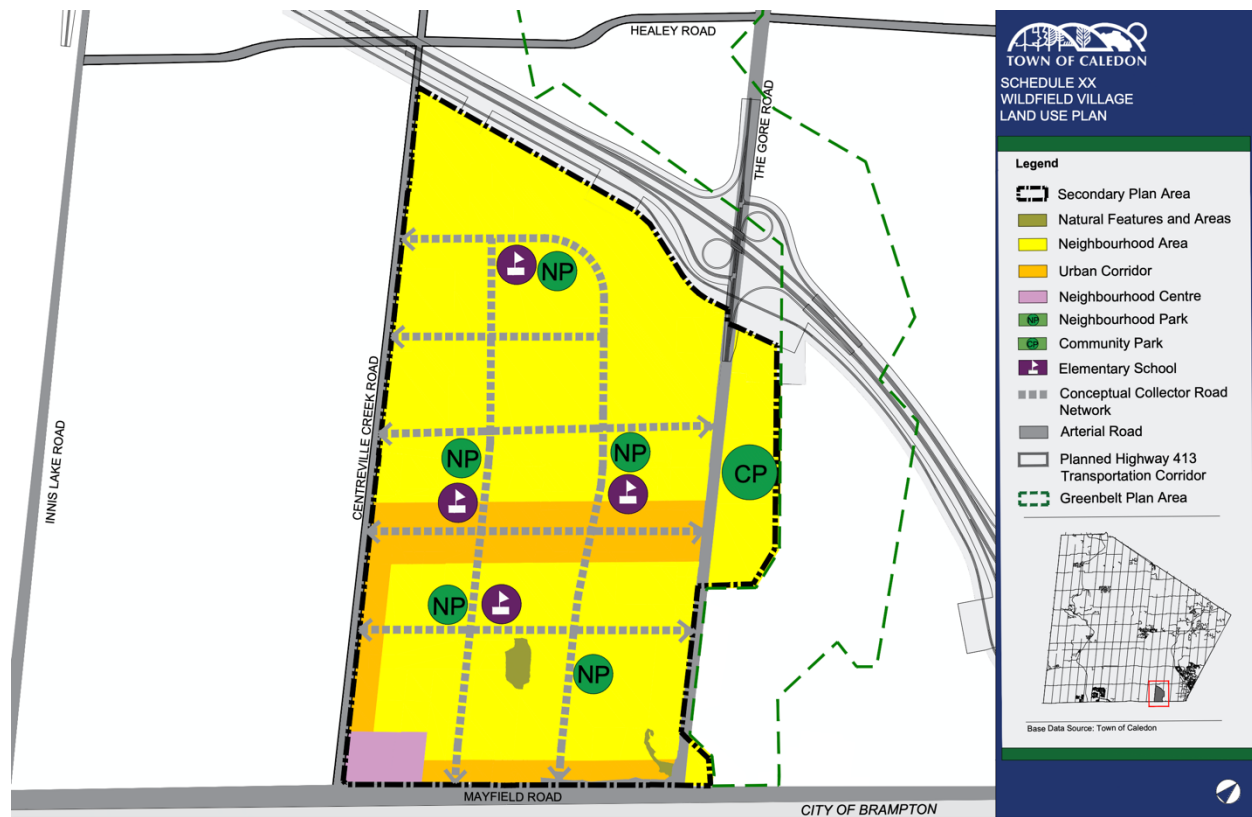 HEALEY ROAD
THE GORE ROAD
INNIS LAKE ROAD
CENTREVILLE CREEK ROAD
NP
NP
NP
CP
NP
NP
MAYFIELD ROAD
CITY OF BRAMPTON
TOWN OF CALEDON
SCHEDULE XX
WILDFIELD VILLAGE
LAND USE PLAN
Legend
Secondary Plan Area
Natural Features and Areas
Neighbourhood Area
Urban Corridor
Neighbourhood Centre
NP Neighbourhood Park
CP Community Park
Elementary School
Conceptual Collector Road
Network
Arterial Road
Planned Highway 413
Transportation Corridor
Greenbelt Plan Area
Base Data Source: Town of Caledon